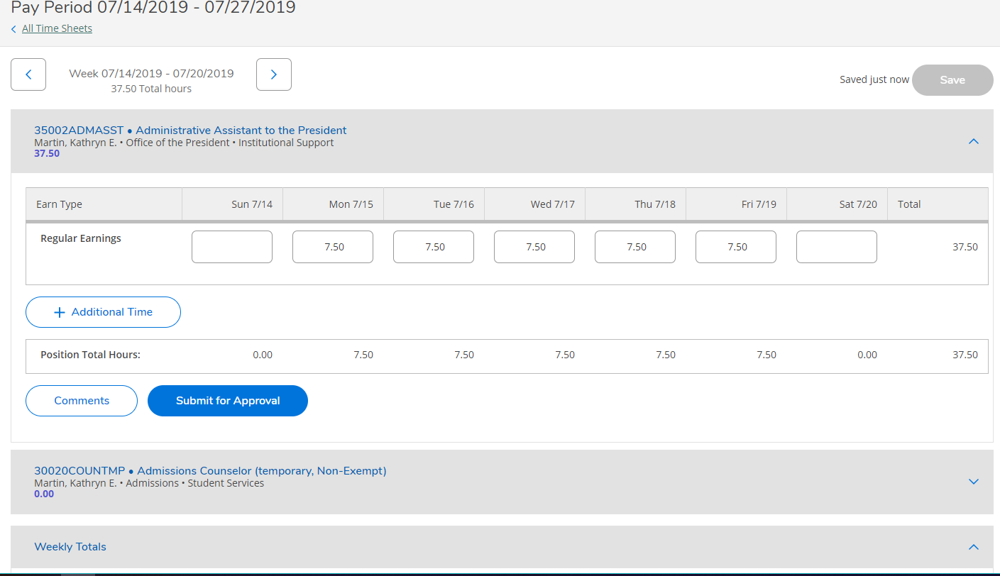 Pay Period 07/14/2019 - 07/27/2019
All Time Sheets
Week 07/14/2019 - 07/20/2019
37.50 Total hours
Saved just now Save
35002ADMASST • Administrative Assistant to the President
Martin, Kathryn E. • Office of the President • Institutional Support
37.50
Earn Type Sun 7/14 Mon 7/15 Tue 7/16 Wed 7/17 Thu 7/18 Fri 7/19 Sat 7/20 Total
Regular Earnings 7.50 7.50 7.50 7.50 7.50 37.50
+ Additional Time
Position Total Hours: 0.00 7.50 7.50 7.50 7.50 7.50 0.00 37.50
Comments Submit for Approval
30020COUNTMP • Admissions Counselor (temporary, Non-Exempt)
Martin, Kathryn E. • Admissions • Student Services
0.00
Weekly Totals